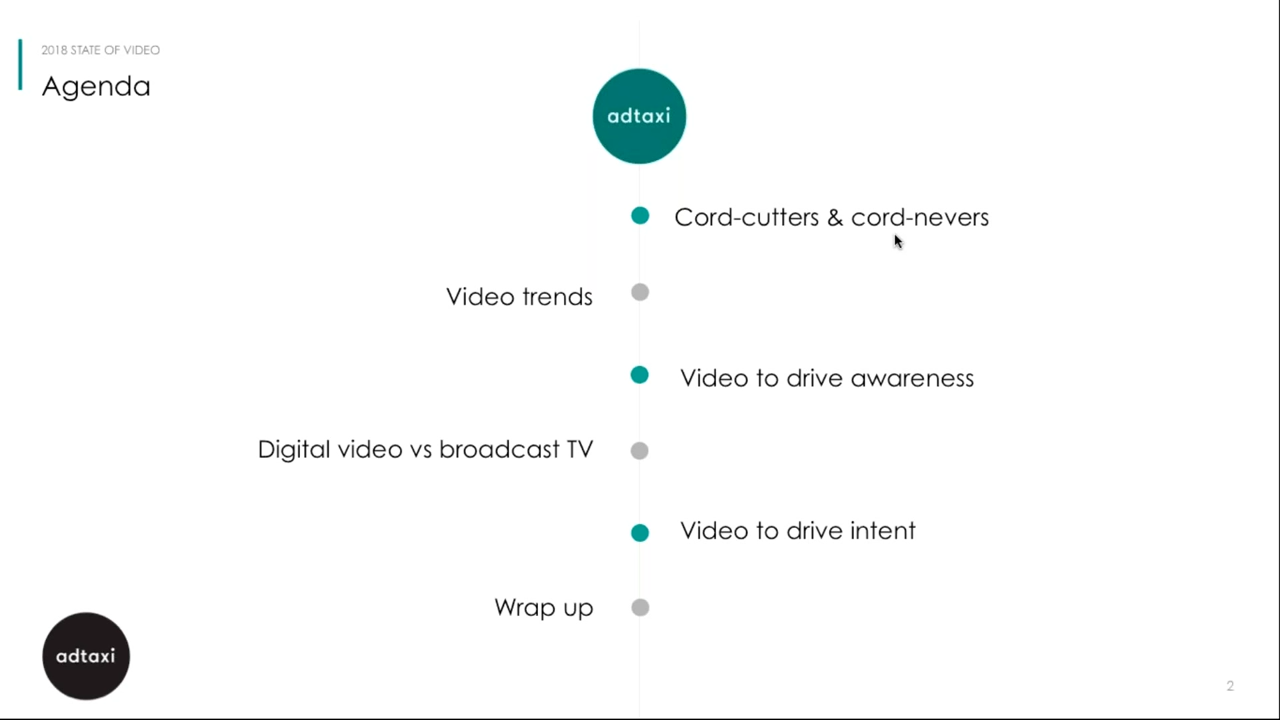 2018 STATE OF VIDEO
Agenda
adtaxi
Cord-cutters & cord-nevers
Video trends
Video to drive awareness
Digital video vs broadcast TV
Video to drive intent
Wrap up
adtaxi
2